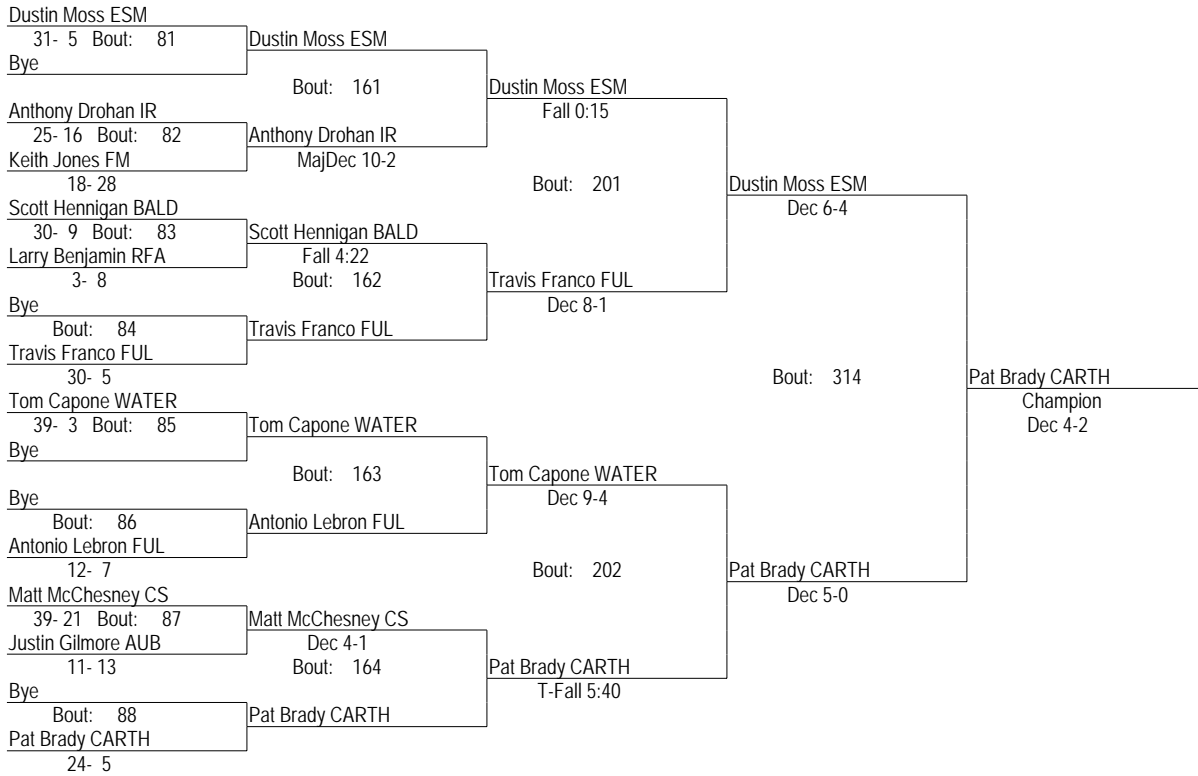 Dustin Moss ESM
31- 5 Bout: 81
Dustin Moss ESM
Bye
Bout: 161
Dustin Moss ESM
Anthony Drohan IR
Fall 0:15
25- 16 Bout: 82
Anthony Drohan IR
Keith Jones FM
MajDec 10-2
18- 28
Bout: 201
Dustin Moss ESM
Scott Hennigan BALD
Dec 6-4
30- 9 Bout: 83
Scott Hennigan BALD
Larry Benjamin RFA
Fall 4:22
3- 8
Bout: 162
Travis Franco FUL
Bye
Dec 8-1
Bout: 84
Travis Franco FUL
Travis Franco FUL
30- 5
Bout: 314
Pat Brady CARTH
Tom Capone WATER
Champion
39- 3 Bout: 85
Tom Capone WATER
Dec 4-2
Bye
Bout: 163
Tom Capone WATER
Bye
Dec 9-4
Bout: 86
Antonio Lebron FUL
Antonio Lebron FUL
12- 7
Bout: 202
Pat Brady CARTH
Matt McChesney CS
Dec 5-0
39- 21 Bout: 87
Matt McChesney CS
Justin Gilmore AUB
Dec 4-1
11- 13
Bout: 164
Pat Brady CARTH
Bye
T-Fall 5:40
Bout: 88
Pat Brady CARTH
Pat Brady CARTH
24- 5